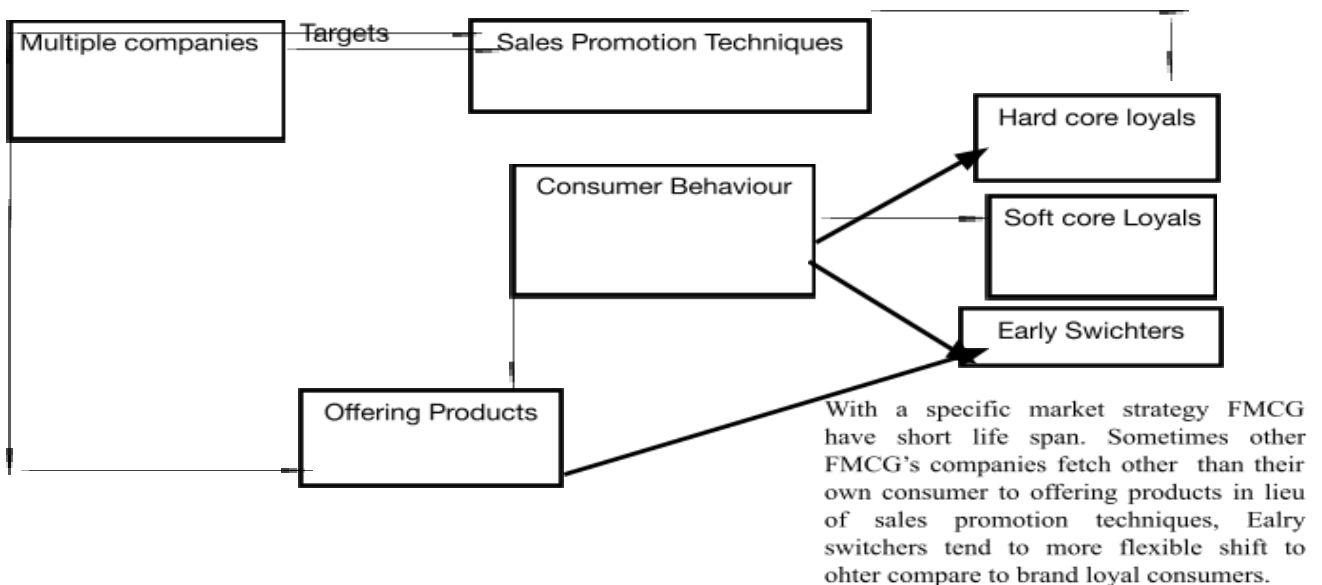 Multiple companies
Targets
Sales Promotion Techniques
Hard core loyals
Consumer Behaviour
Soft core Loyals
Early Swichters
Offering Products
With a specific market strategy FMCG
have short life span. Sometimes other
FMCG's companies fetch other than their
own consumer to offering products in lieu
of sales promotion techniques, Ealry
switchers tend to more flexible shift to
ohter compare to brand loyal consumers.